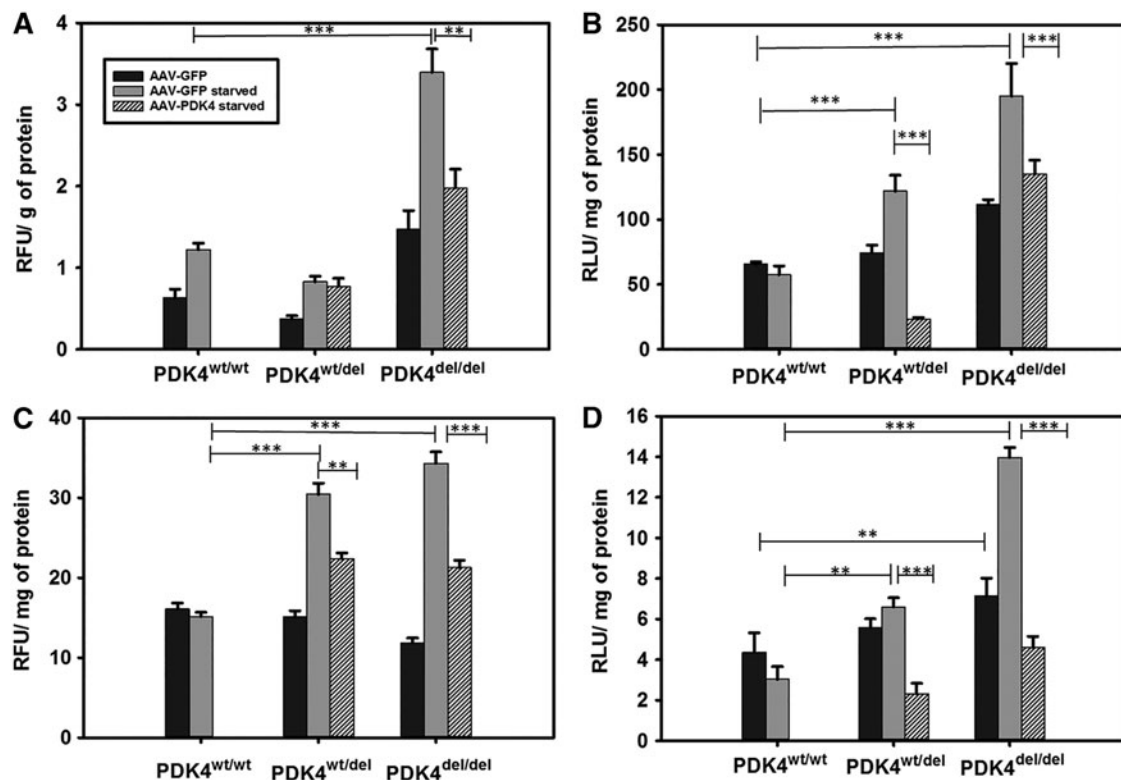 A
RFU/ g of protein
4
3
2
1
0
AAV-GFP
AAV-GFP starved
AAV-PDK4 starved
***
**
PDK4wt/wt
PDK4wt/del
PDK4del/del
B
RLU/ mg of protein
250
200
150
100
50
0
***
***
***
***
PDK4wt/wt
PDK4wt/del
PDK4del/del
C
RFU/ mg of protein
40
30
20
10
0
***
***
***
**
PDK4wt/wt
PDK4wt/del
PDK4del/del
D
RLU/ mg of protein
16
14
12
10
8
6
4
2
0
***
***
**
**
***
PDK4wt/wt
PDK4wt/del
PDK4del/del